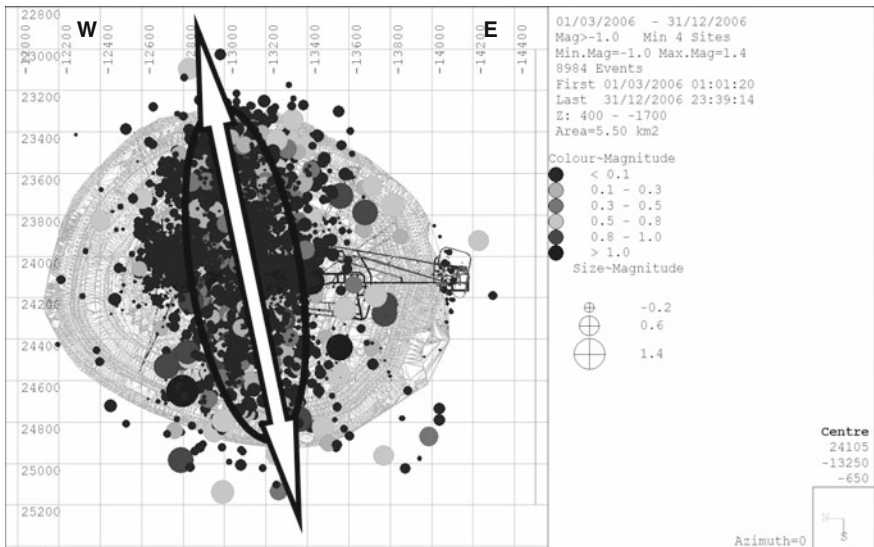 W
E
-12000
-12200
-12400
-12600
-12800
-13000
-13200
-13400
-13600
-13800
-14000
-14200
-14400
22800
23200
23400
23600
23800
24000
24200
24400
24600
24800
25000
25200
01/03/2006 - 31/12/2006
Mag>-1.0 Min 4 Sites
Min.Mag=-1.0 Max.Mag=1.4
8984 Events
First 01/03/2006 01:01:20
Last 31/12/2006 23:39:14
Z: 400 - -1700
Area=5.50 km2
Colour~Magnitude
< 0.1
0.1 - 0.3
0.3 - 0.5
0.5 - 0.8
0.8 - 1.0
> 1.0
Size~Magnitude
-0.2
0.6
1.4
Centre
24105
-13250
-650
Azimuth=0
S